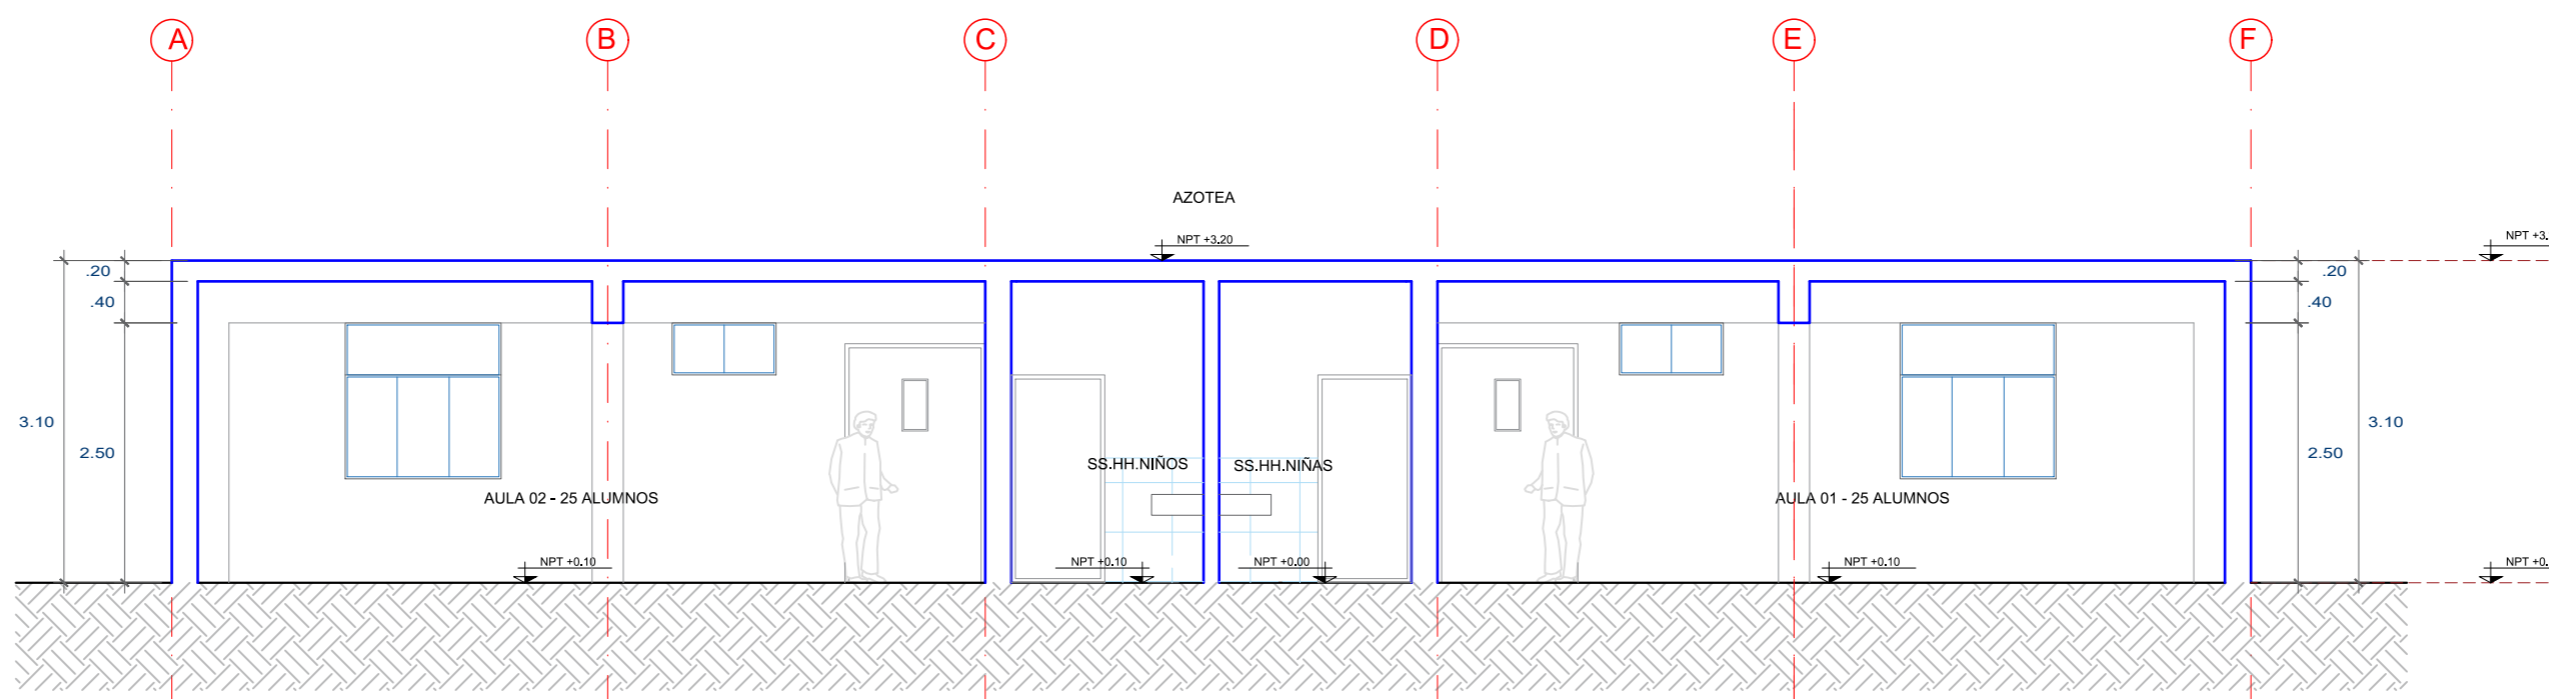 A B C D E F
AZOTEA
NPT +3.20
NPT +3.
.20
.20
.40
.40
3.10
3.10
2.50
2.50
SS.HH.NIÑOS
SS.HH.NIÑAS
AULA 02 - 25 ALUMNOS
AULA 01 - 25 ALUMNOS
NPT +0.10
NPT +0.10
NPT +0.00
NPT +0.10
NPT +0.